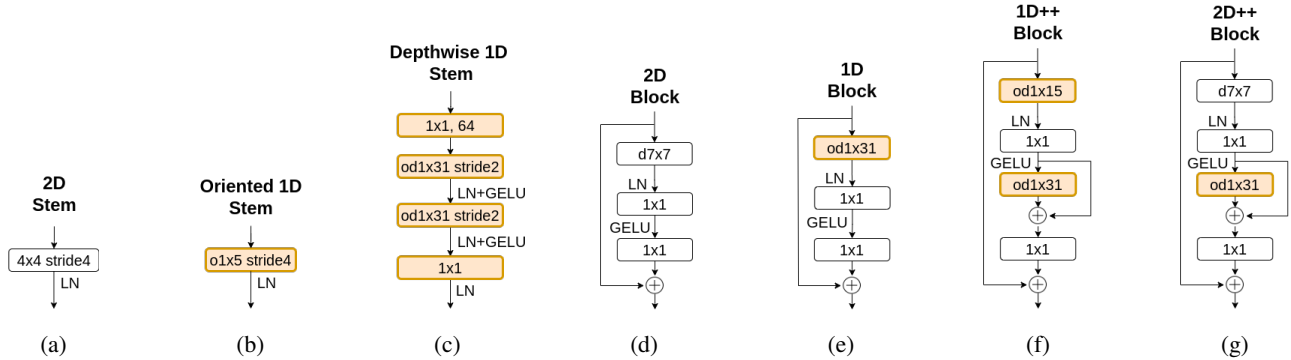 2D
Stem
4x4 stride4
LN
(a)
Oriented 1D
Stem
o1x5 stride4
LN
(b)
Depthwise 1D
Stem
1x1, 64
od1x31 stride2
LN+GELU
od1x31 stride2
LN+GELU
1x1
LN
(c)
2D
Block
d7x7
LN
1x1
GELU
1x1
(d)
1D
Block
od1x31
LN
1x1
GELU
1x1
(e)
1D++
Block
od1x15
LN
1x1
GELU
od1x31
1x1
(f)
2D++
Block
d7x7
LN
1x1
GELU
od1x31
1x1
(g)